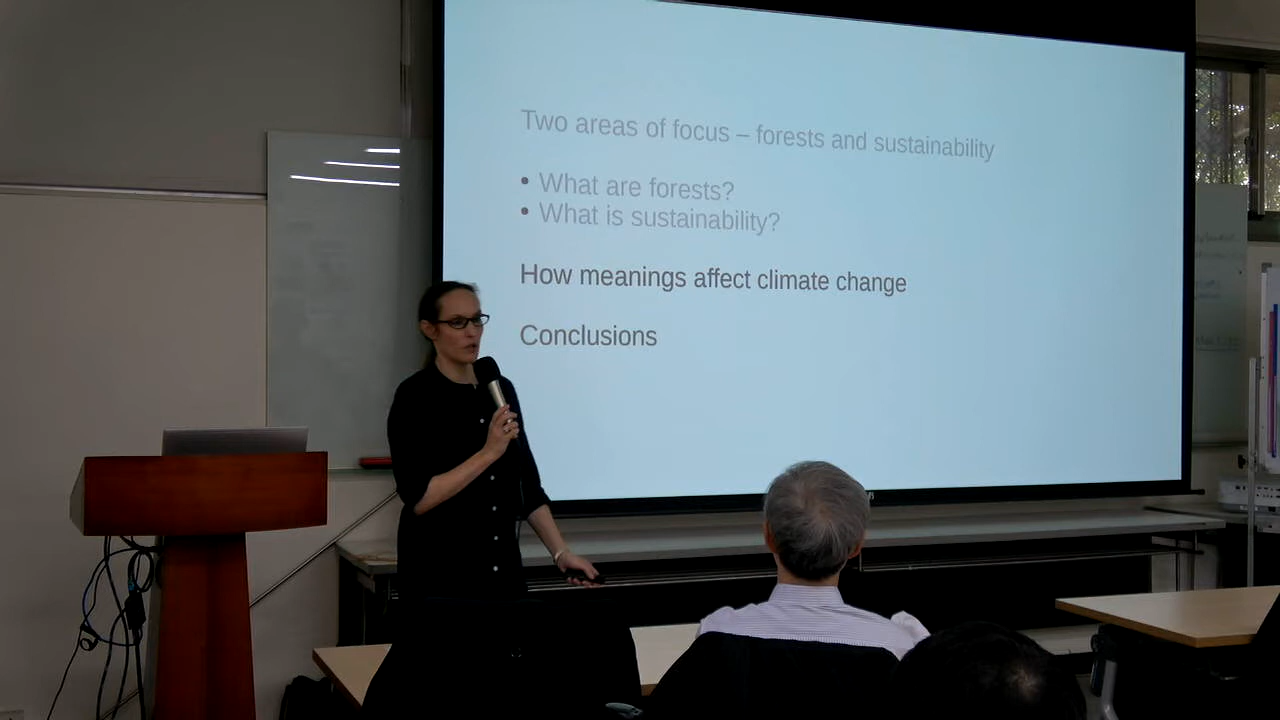 Two areas of focus – forests and sustainability
• What are forests?
• What is sustainability?
How meanings affect climate change
Conclusions